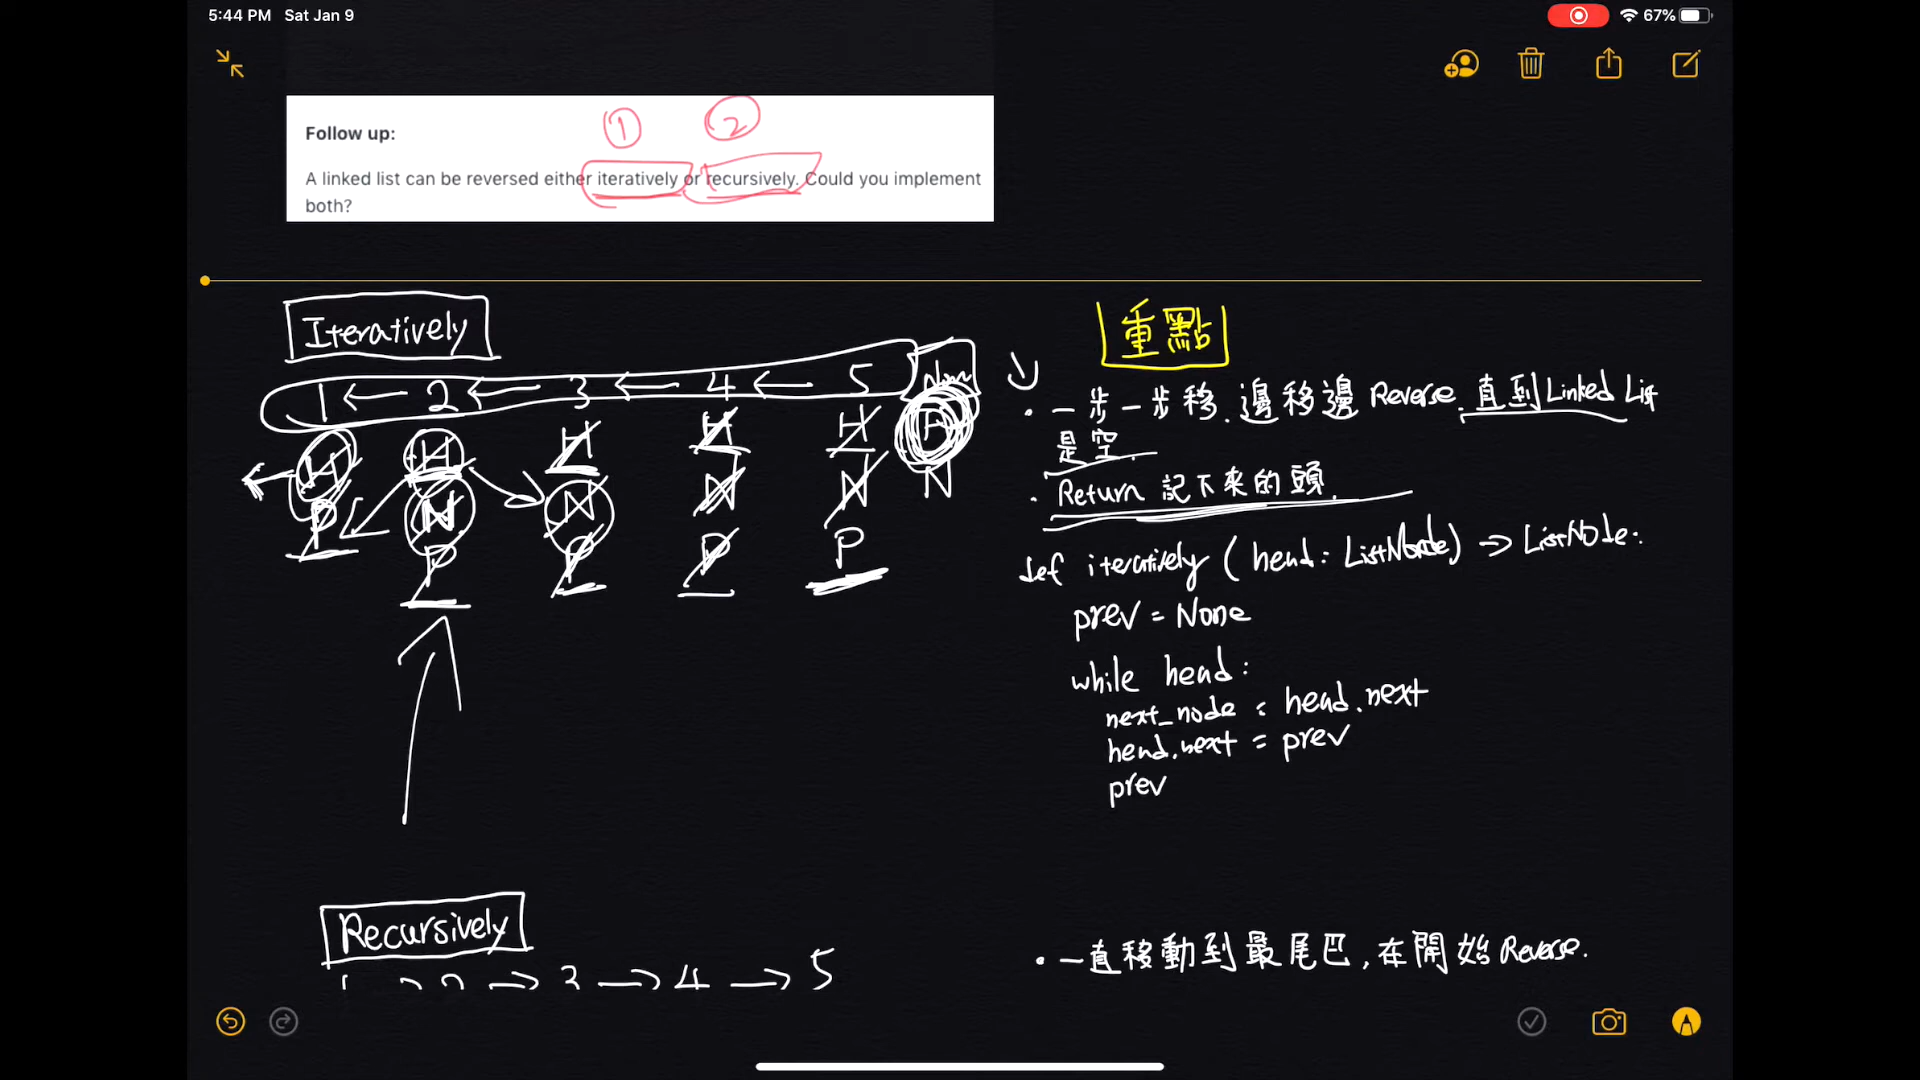 5:44 PM Sat Jan 9
67%
① ②
Follow up:
A linked list can be reversed either iteratively or recursively. Could you implement
both?
Iteratively
1 ← 2 ← 3 ← 4 ← 5
H H H H H H
N N N N N
P P P P P
重點
· 一步一步移. 邊移邊 Reverse. 直到 Linked List
是空.
· Return 記下來的頭.
def iteratively (head: ListNode) → ListNode:
prev = None
while head:
next_node = head.next
head.next = prev
prev
Recursively
1 → 2 → 3 → 4 → 5
· 一直移動到最尾巴, 在開始 Reverse.